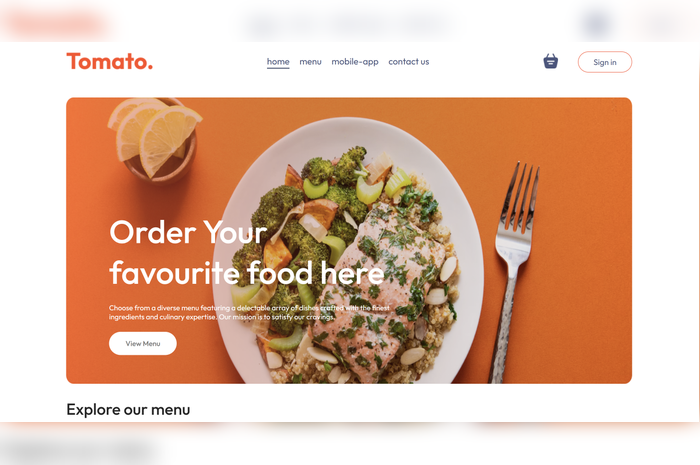 Tomato.
home menu mobile-app contact us
Sign in
Order Your
favourite food here
Choose from a diverse menu featuring a delectable array of dishes crafted with the finest
ingredients and culinary expertise. Our mission is to satisfy our cravings.
View Menu
Explore our menu